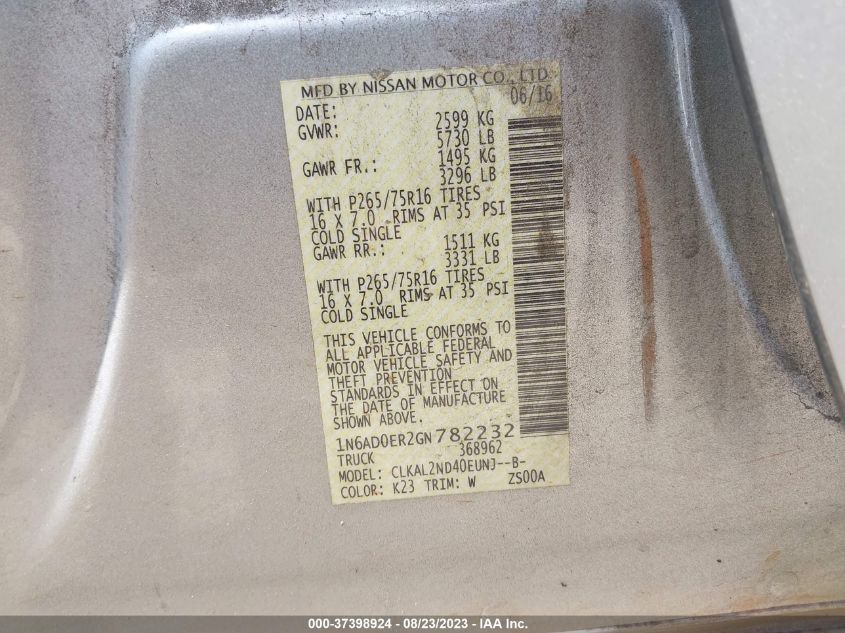 MFD BY NISSAN MOTOR CO., LTD.
DATE: 06/16
GVWR: 2599 KG
5730 LB
GAWR FR.: 1495 KG
3296 LB
WITH P265/75R16 TIRES
16 X 7.0 RIMS AT 35 PSI
COLD SINGLE
GAWR RR.: 1511 KG
3331 LB
WITH P265/75R16 TIRES
16 X 7.0 RIMS AT 35 PSI
COLD SINGLE
THIS VEHICLE CONFORMS TO
ALL APPLICABLE FEDERAL
MOTOR VEHICLE SAFETY AND
THEFT PREVENTION
STANDARDS IN EFFECT ON
THE DATE OF MANUFACTURE
SHOWN ABOVE.
1N6AD0ER2GN782232
TRUCK 368962
MODEL: CLKAL2ND40EUNJ--B-
COLOR: K23 TRIM: W ZS00A
000-37398924 - 08/23/2023 - IAA, Inc.